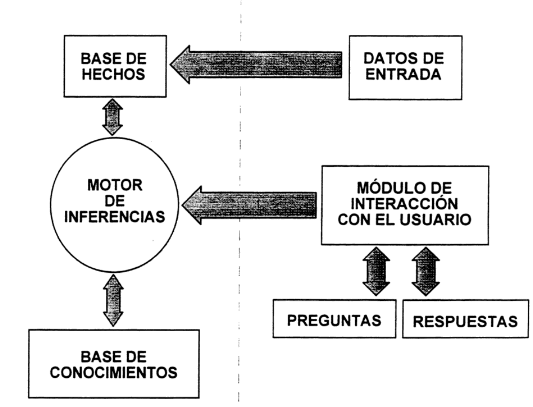 BASE DE
HECHOS
DATOS DE
ENTRADA
MOTOR
DE
INFERENCIAS
MÓDULO DE
INTERACCIÓN
CON EL USUARIO
PREGUNTAS
RESPUESTAS
BASE DE
CONOCIMIENTOS